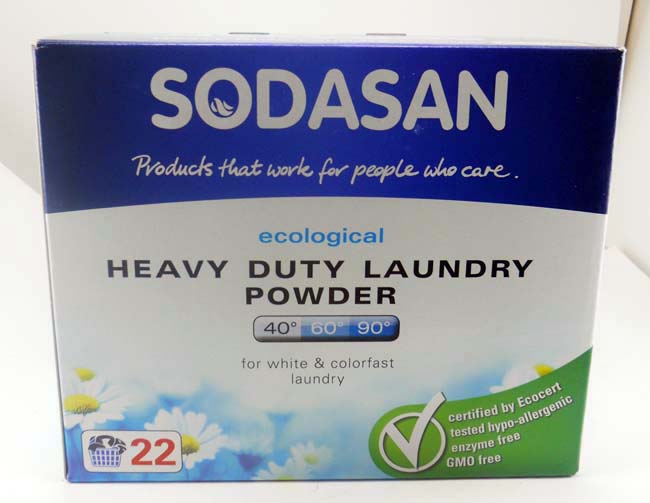 SODASAN
Products that work for people who care.
ecological
HEAVY DUTY LAUNDRY
POWDER
40° 60° 90°
for white & colorfast
laundry
certified by Ecocert
tested hypo-allergenic
enzyme free
GMO free
22